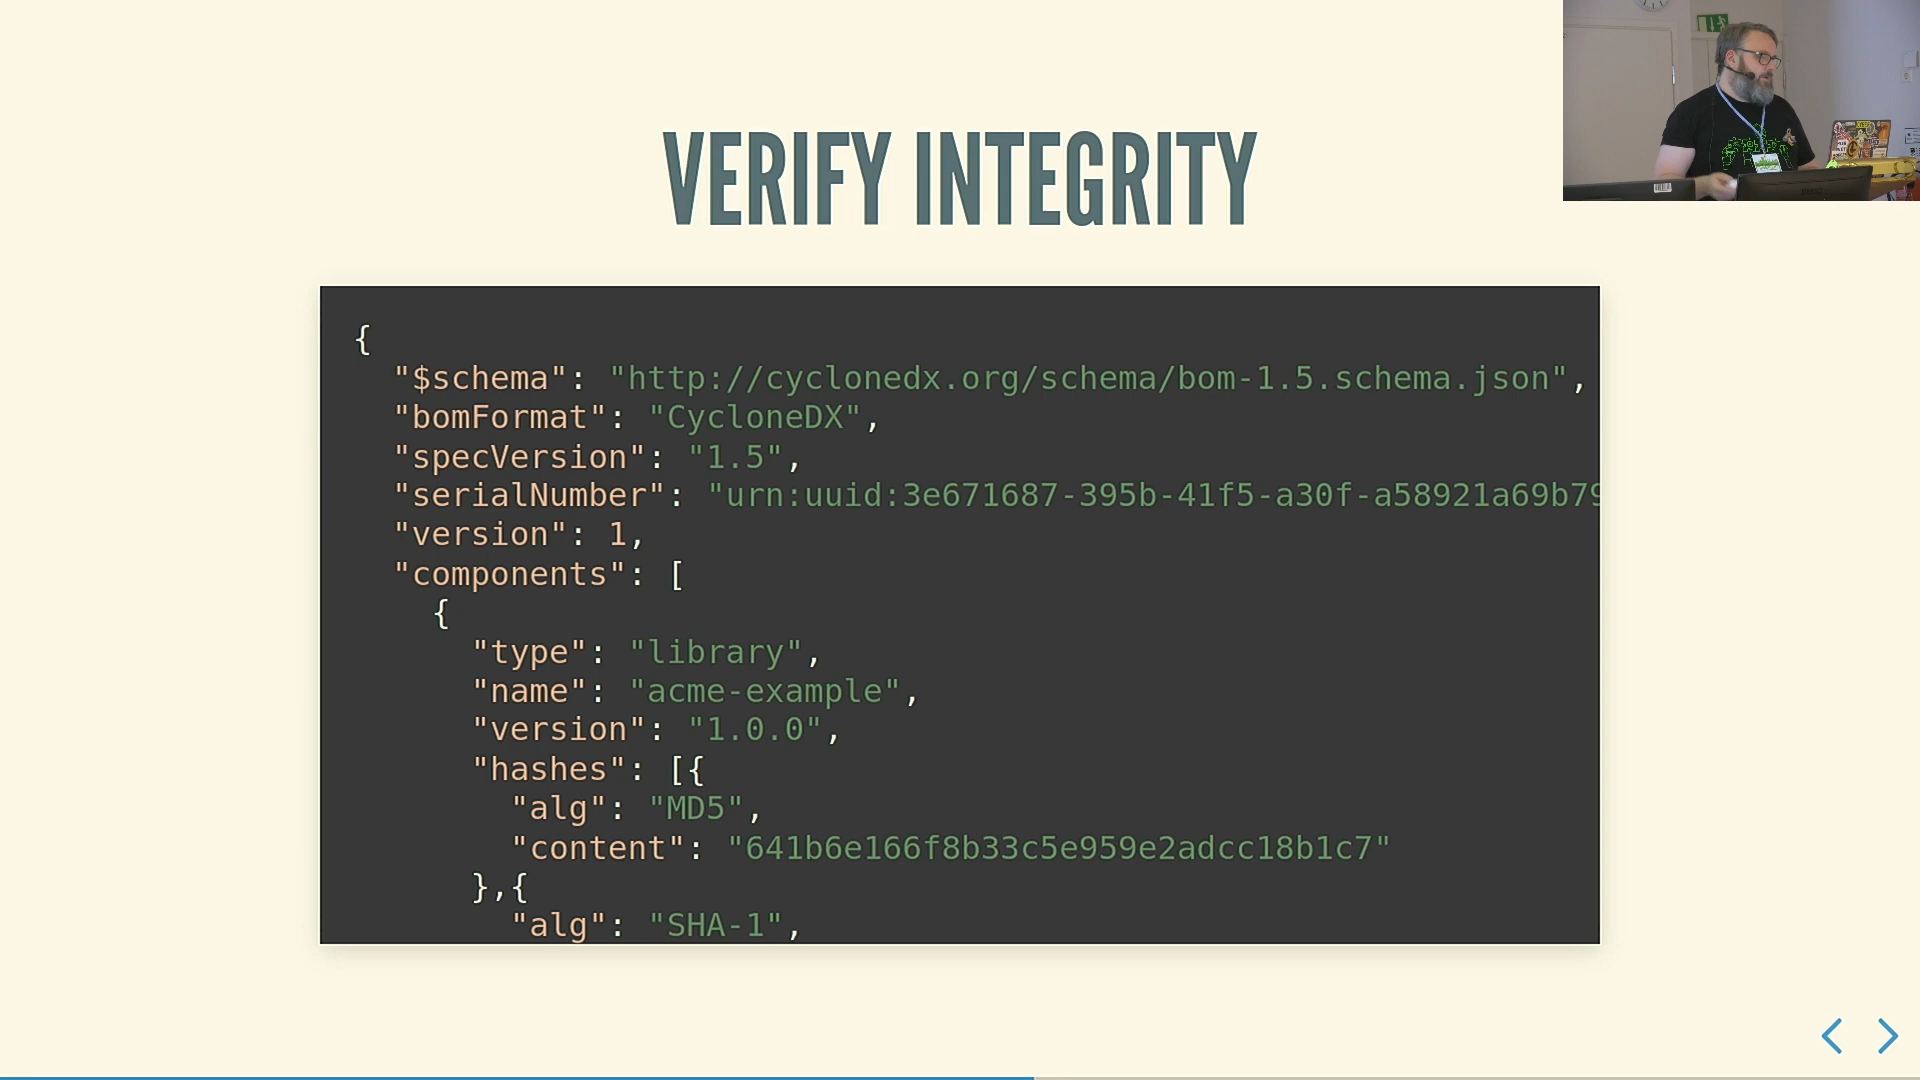 VERIFY INTEGRITY
{
"$schema": "http://cyclonedx.org/schema/bom-1.5.schema.json",
"bomFormat": "CycloneDX",
"specVersion": "1.5",
"serialNumber": "urn:uuid:3e671687-395b-41f5-a30f-a58921a69b79
"version": 1,
"components": [
{
"type": "library",
"name": "acme-example",
"version": "1.0.0",
"hashes": [{
"alg": "MD5",
"content": "641b6e166f8b33c5e959e2adcc18b1c7"
},{
"alg": "SHA-1",